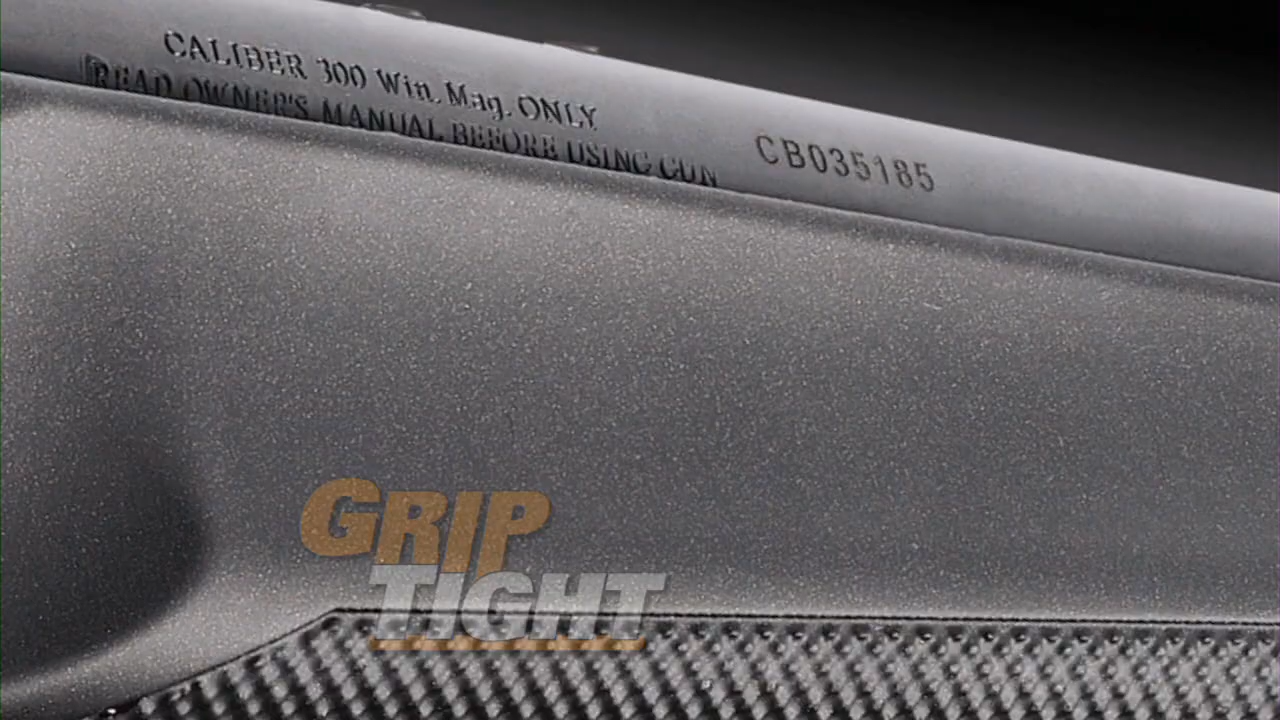 CALIBER 300 Win. Mag. ONLY
READ OWNER'S MANUAL BEFORE USING GUN
CB035185
GRIP
TIGHT